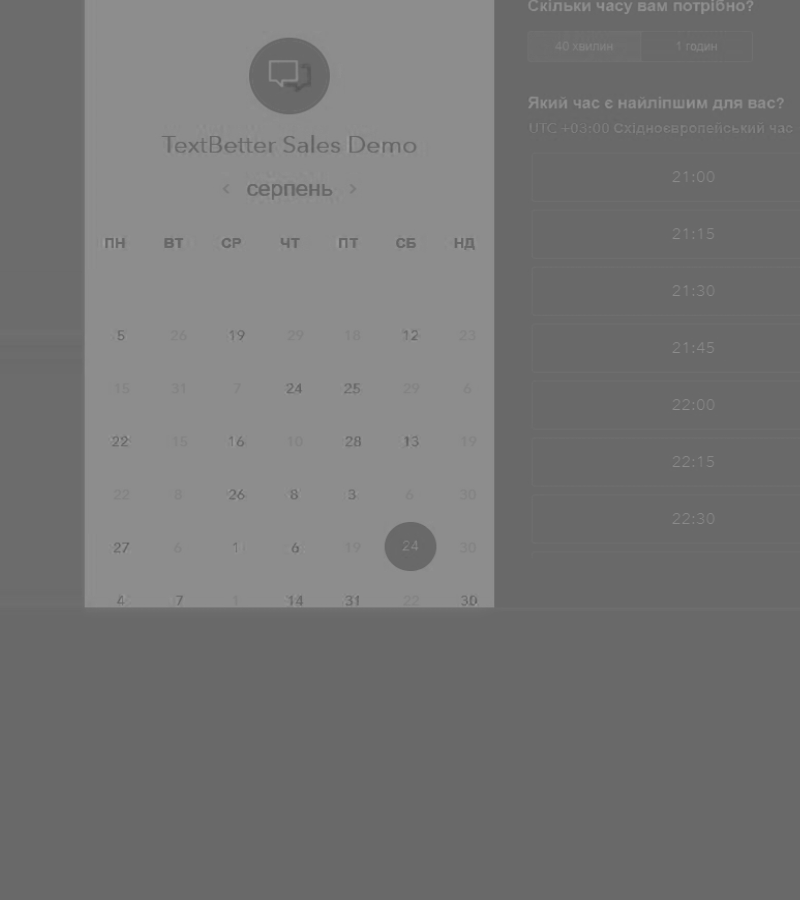 TextBetter Sales Demo
< серпень >
ПН ВТ СР ЧТ ПТ СБ НД
5 26 19 29 18 12 23
15 31 7 24 25 29 6
22 15 16 10 28 13 19
22 8 26 8 3 6 30
27 6 1 6 19 24 30
4 7 1 14 31 22 30
Скільки часу вам потрібно?
40 хвилин 1 годин
Який час є найліпшим для вас?
UTC +03:00 Східноєвропейський час
21:00
21:15
21:30
21:45
22:00
22:15
22:30